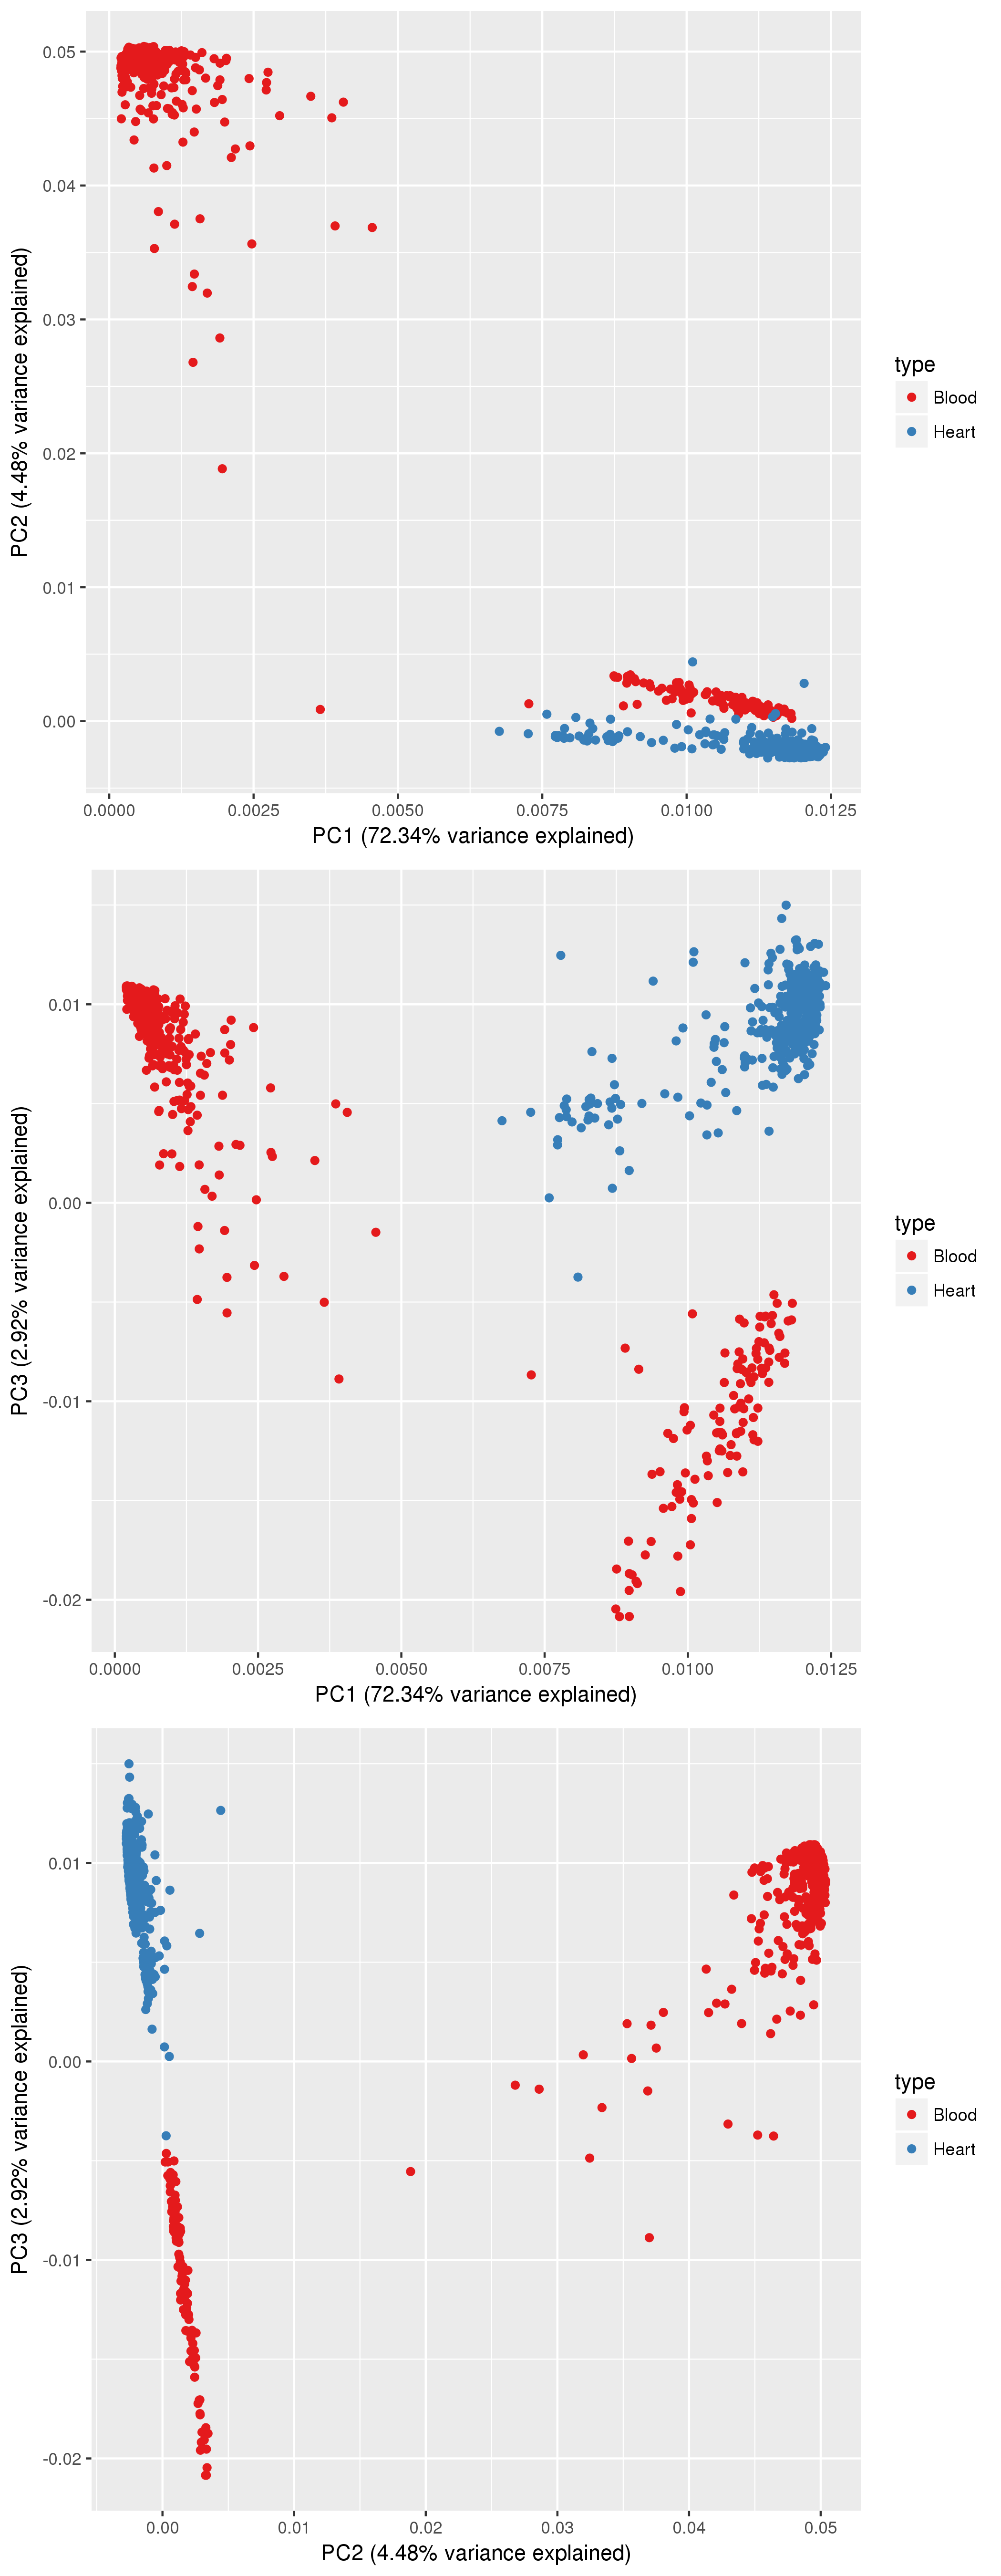 0.05
0.04
0.03
0.02
0.01
0.00
PC2 (4.48% variance explained)
0.0000 0.0025 0.0050 0.0075 0.0100 0.0125
PC1 (72.34% variance explained)
type
Blood
Heart
0.01
0.00
-0.01
-0.02
PC3 (2.92% variance explained)
0.0000 0.0025 0.0050 0.0075 0.0100 0.0125
PC1 (72.34% variance explained)
type
Blood
Heart
0.01
0.00
-0.01
-0.02
PC3 (2.92% variance explained)
0.00 0.01 0.02 0.03 0.04 0.05
PC2 (4.48% variance explained)
type
Blood
Heart